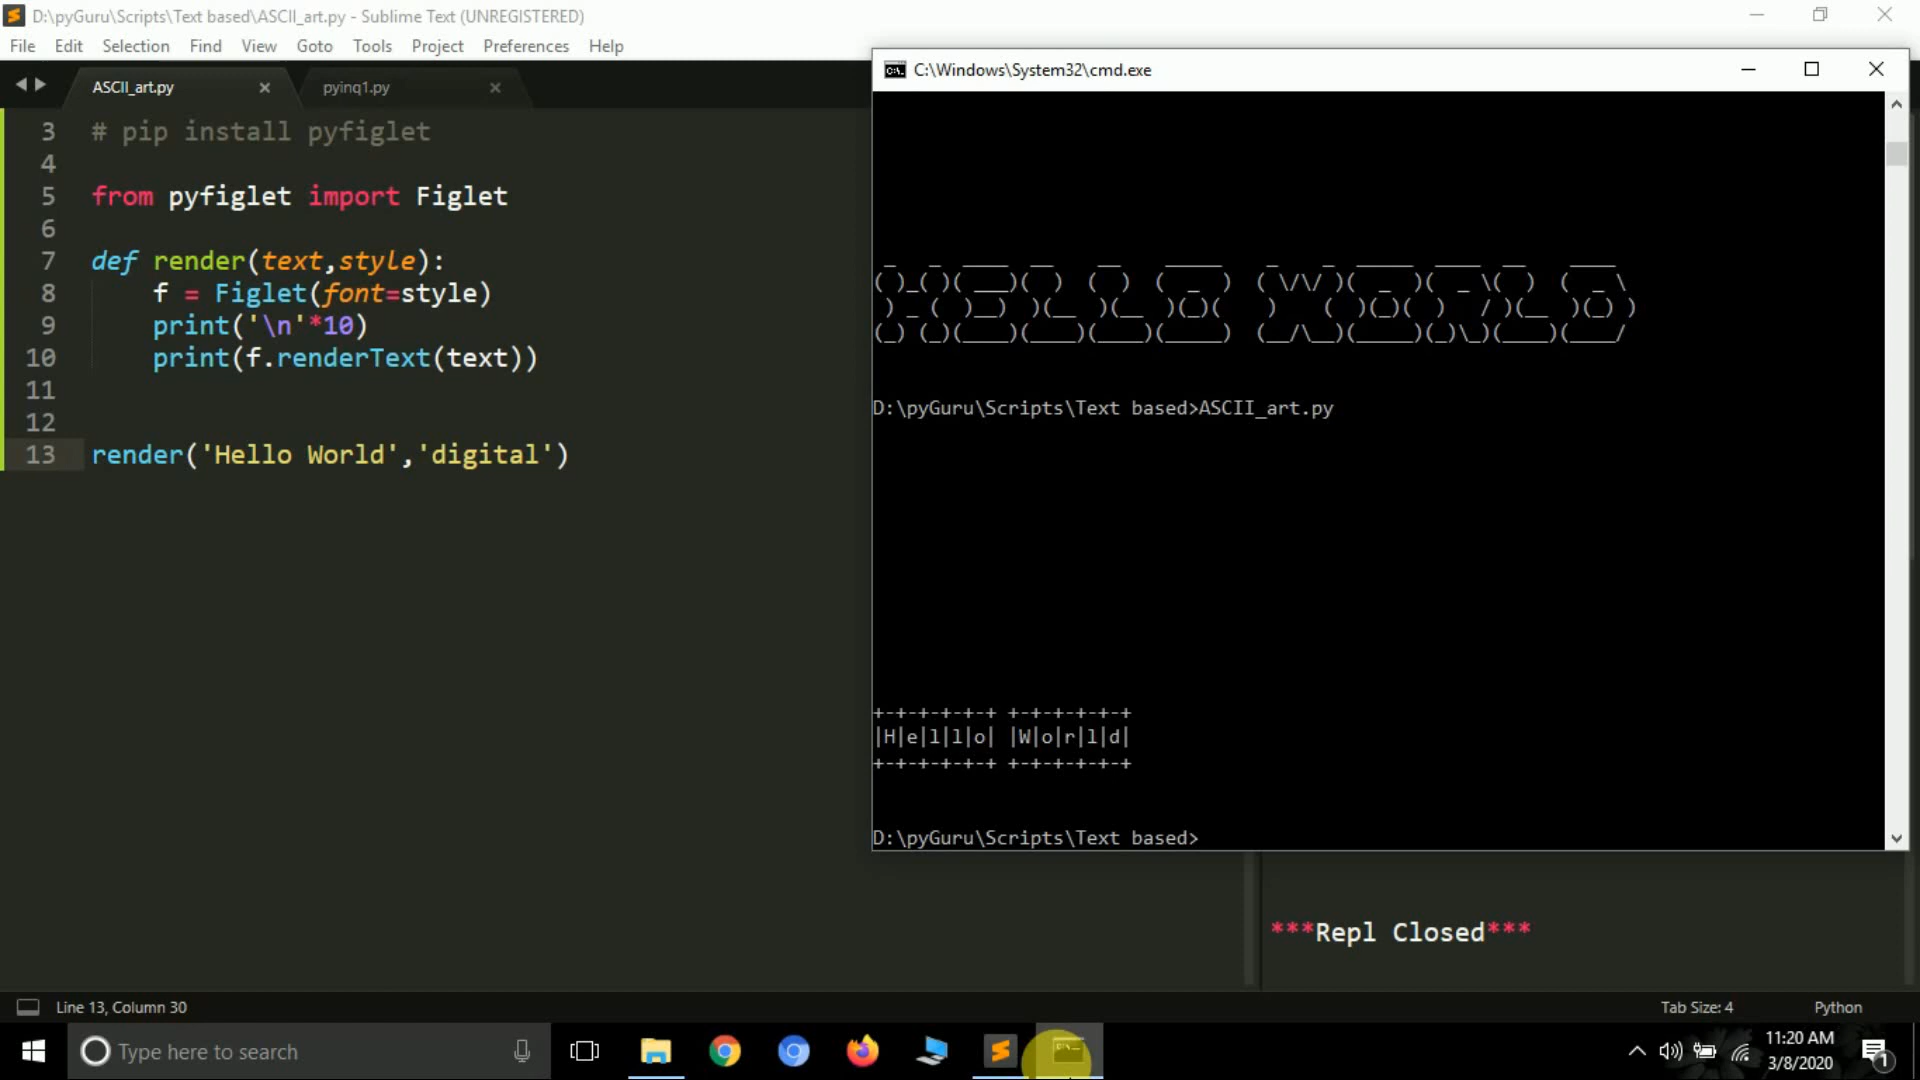 D:\pyGuru\Scripts\Text based\ASCII_art.py - Sublime Text (UNREGISTERED)
File Edit Selection Find View Goto Tools Project Preferences Help
ASCII_art.py
pyinq1.py
3 # pip install pyfiglet
4
5 from pyfiglet import Figlet
6
7 def render(text,style):
8 f = Figlet(font=style)
9 print('\n'*10)
10 print(f.renderText(text))
11
12
13 render('Hello World','digital')
C:\Windows\System32\cmd.exe
HELLO WORLD
D:\pyGuru\Scripts\Text based>ASCII_art.py
+-+-+-+-+-+ +-+-+-+-+-+
|H|e|l|l|o| |W|o|r|l|d|
+-+-+-+-+-+ +-+-+-+-+-+
D:\pyGuru\Scripts\Text based>
***Repl Closed***
Line 13, Column 30
Tab Size: 4
Python
Type here to search
11:20 AM
3/8/2020
1